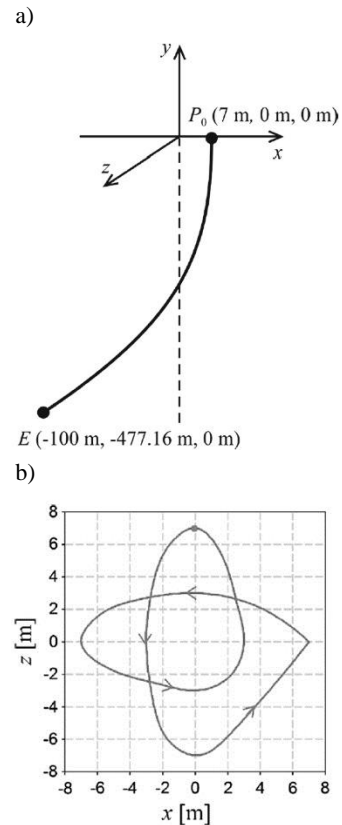 a)
y
P₀ (7 m, 0 m, 0 m)
x
z
E (-100 m, -477.16 m, 0 m)
b)
8
6
4
2
0
-2
-4
-6
-8
z [m]
-8 -6 -4 -2 0 2 4 6 8
x [m]